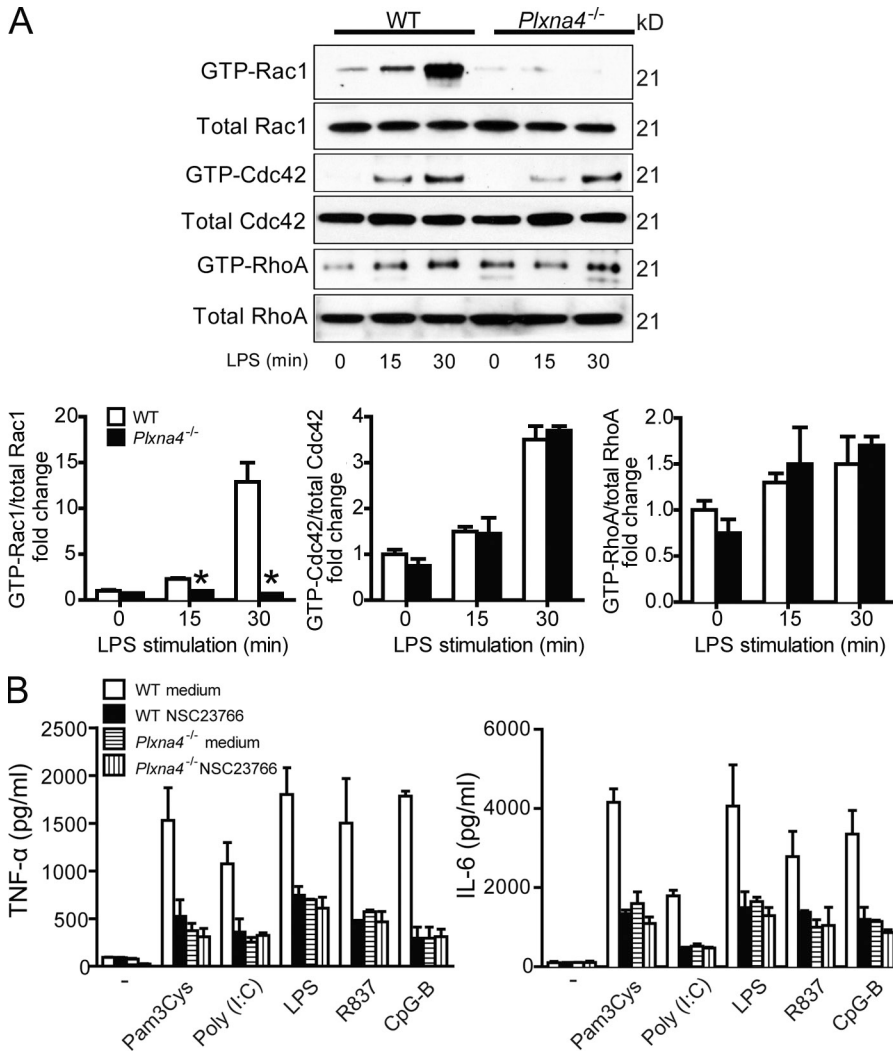 A
WT Plxna4-/- kD
GTP-Rac1 21
Total Rac1 21
GTP-Cdc42 21
Total Cdc42 21
GTP-RhoA 21
Total RhoA 21
LPS (min) 0 15 30 0 15 30
GTP-Rac1/total Rac1
fold change
20
15
10
5
0
WT
Plxna4-/-
*
*
0 15 30
LPS stimulation (min)
GTP-Cdc42/total Cdc42
fold change
4
3
2
1
0
0 15 30
LPS stimulation (min)
GTP-RhoA/total RhoA
fold change
2.0
1.5
1.0
0.5
0.0
0 15 30
LPS stimulation (min)
B
WT medium
WT NSC23766
Plxna4-/- medium
Plxna4-/- NSC23766
TNF-α (pg/ml)
2500
2000
1500
1000
500
0
- Pam3Cys Poly (I:C) LPS R837 CpG-B
IL-6 (pg/ml)
6000
4000
2000
0
- Pam3Cys Poly (I:C) LPS R837 CpG-B